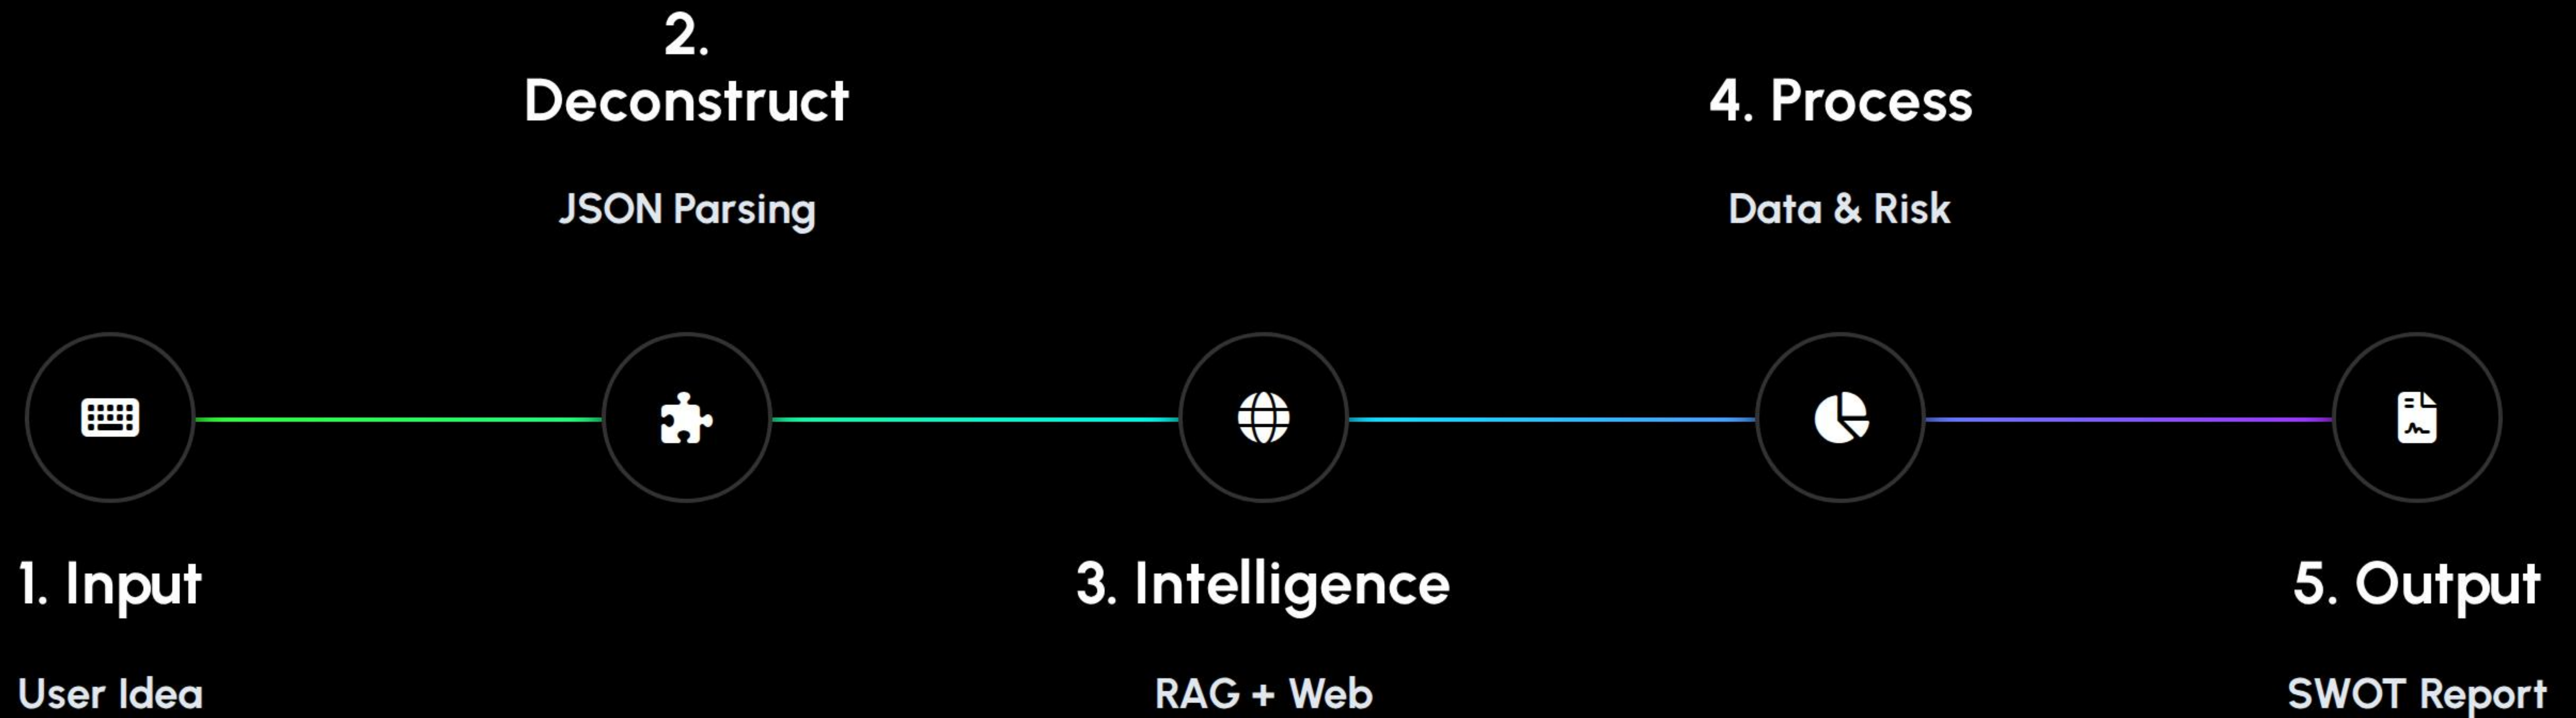 1. Input
User Idea
2.
Deconstruct
JSON Parsing
3. Intelligence
RAG + Web
4. Process
Data & Risk
5. Output
SWOT Report